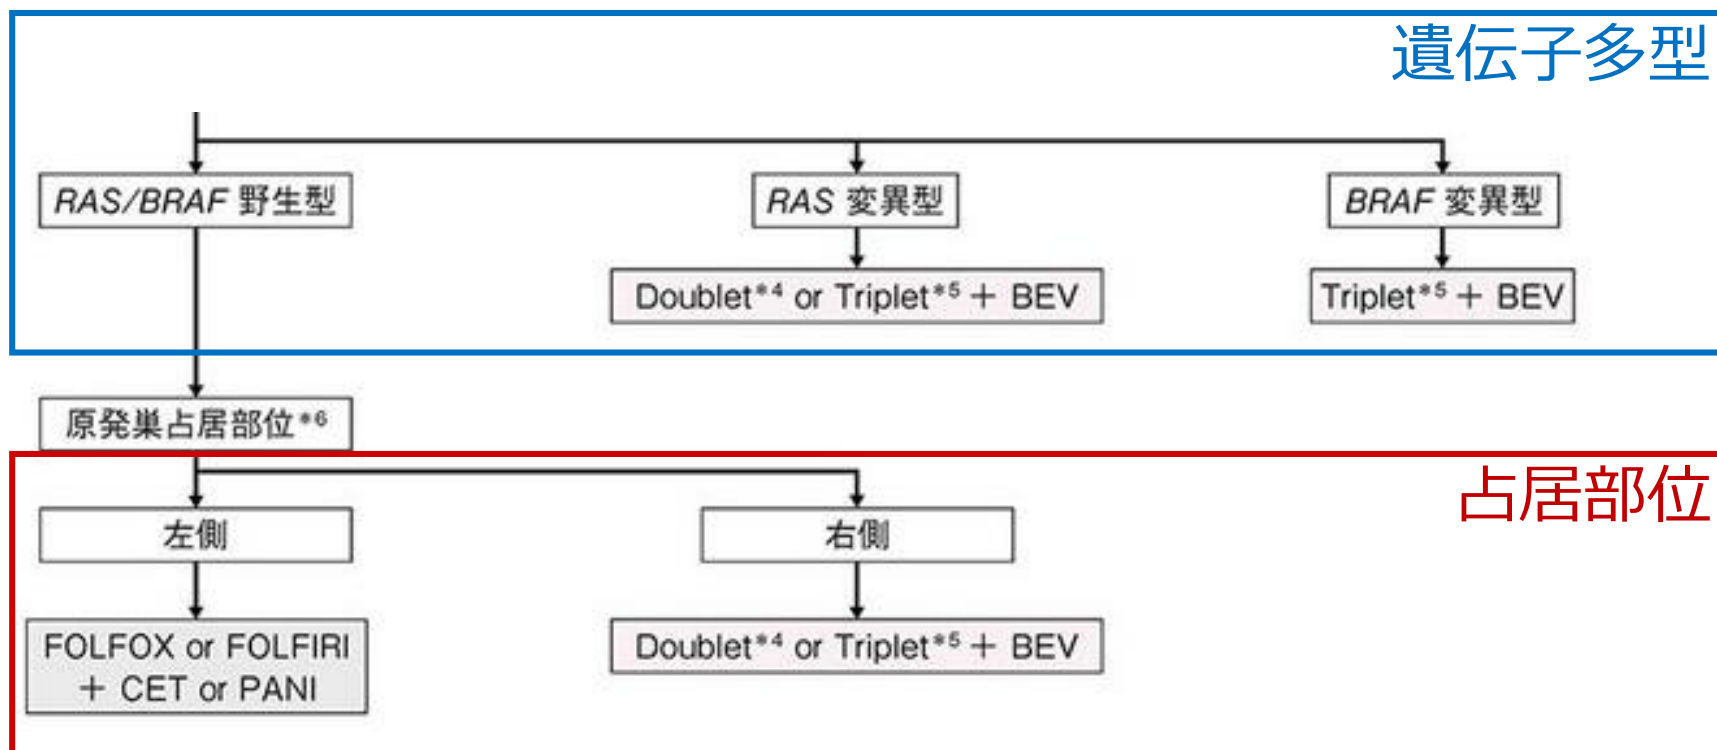 遺伝子多型
RAS/BRAF 野生型
RAS 変異型
BRAF 変異型
Doublet*4 or Triplet*5 + BEV
Triplet*5 + BEV
原発巣占居部位*6
占居部位
左側
右側
FOLFOX or FOLFIRI
+ CET or PANI
Doublet*4 or Triplet*5 + BEV